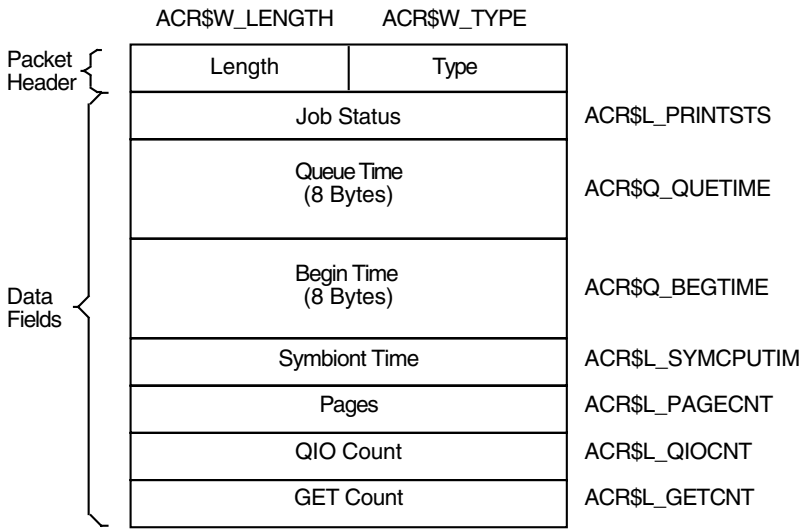 ACR$W_LENGTH ACR$W_TYPE
Packet
Header
Length Type
Job Status ACR$L_PRINTSTS
Queue Time
(8 Bytes)
ACR$Q_QUETIME
Begin Time
(8 Bytes)
ACR$Q_BEGTIME
Data
Fields
Symbiont Time ACR$L_SYMCPUTIM
Pages ACR$L_PAGECNT
QIO Count ACR$L_QIOCNT
GET Count ACR$L_GETCNT